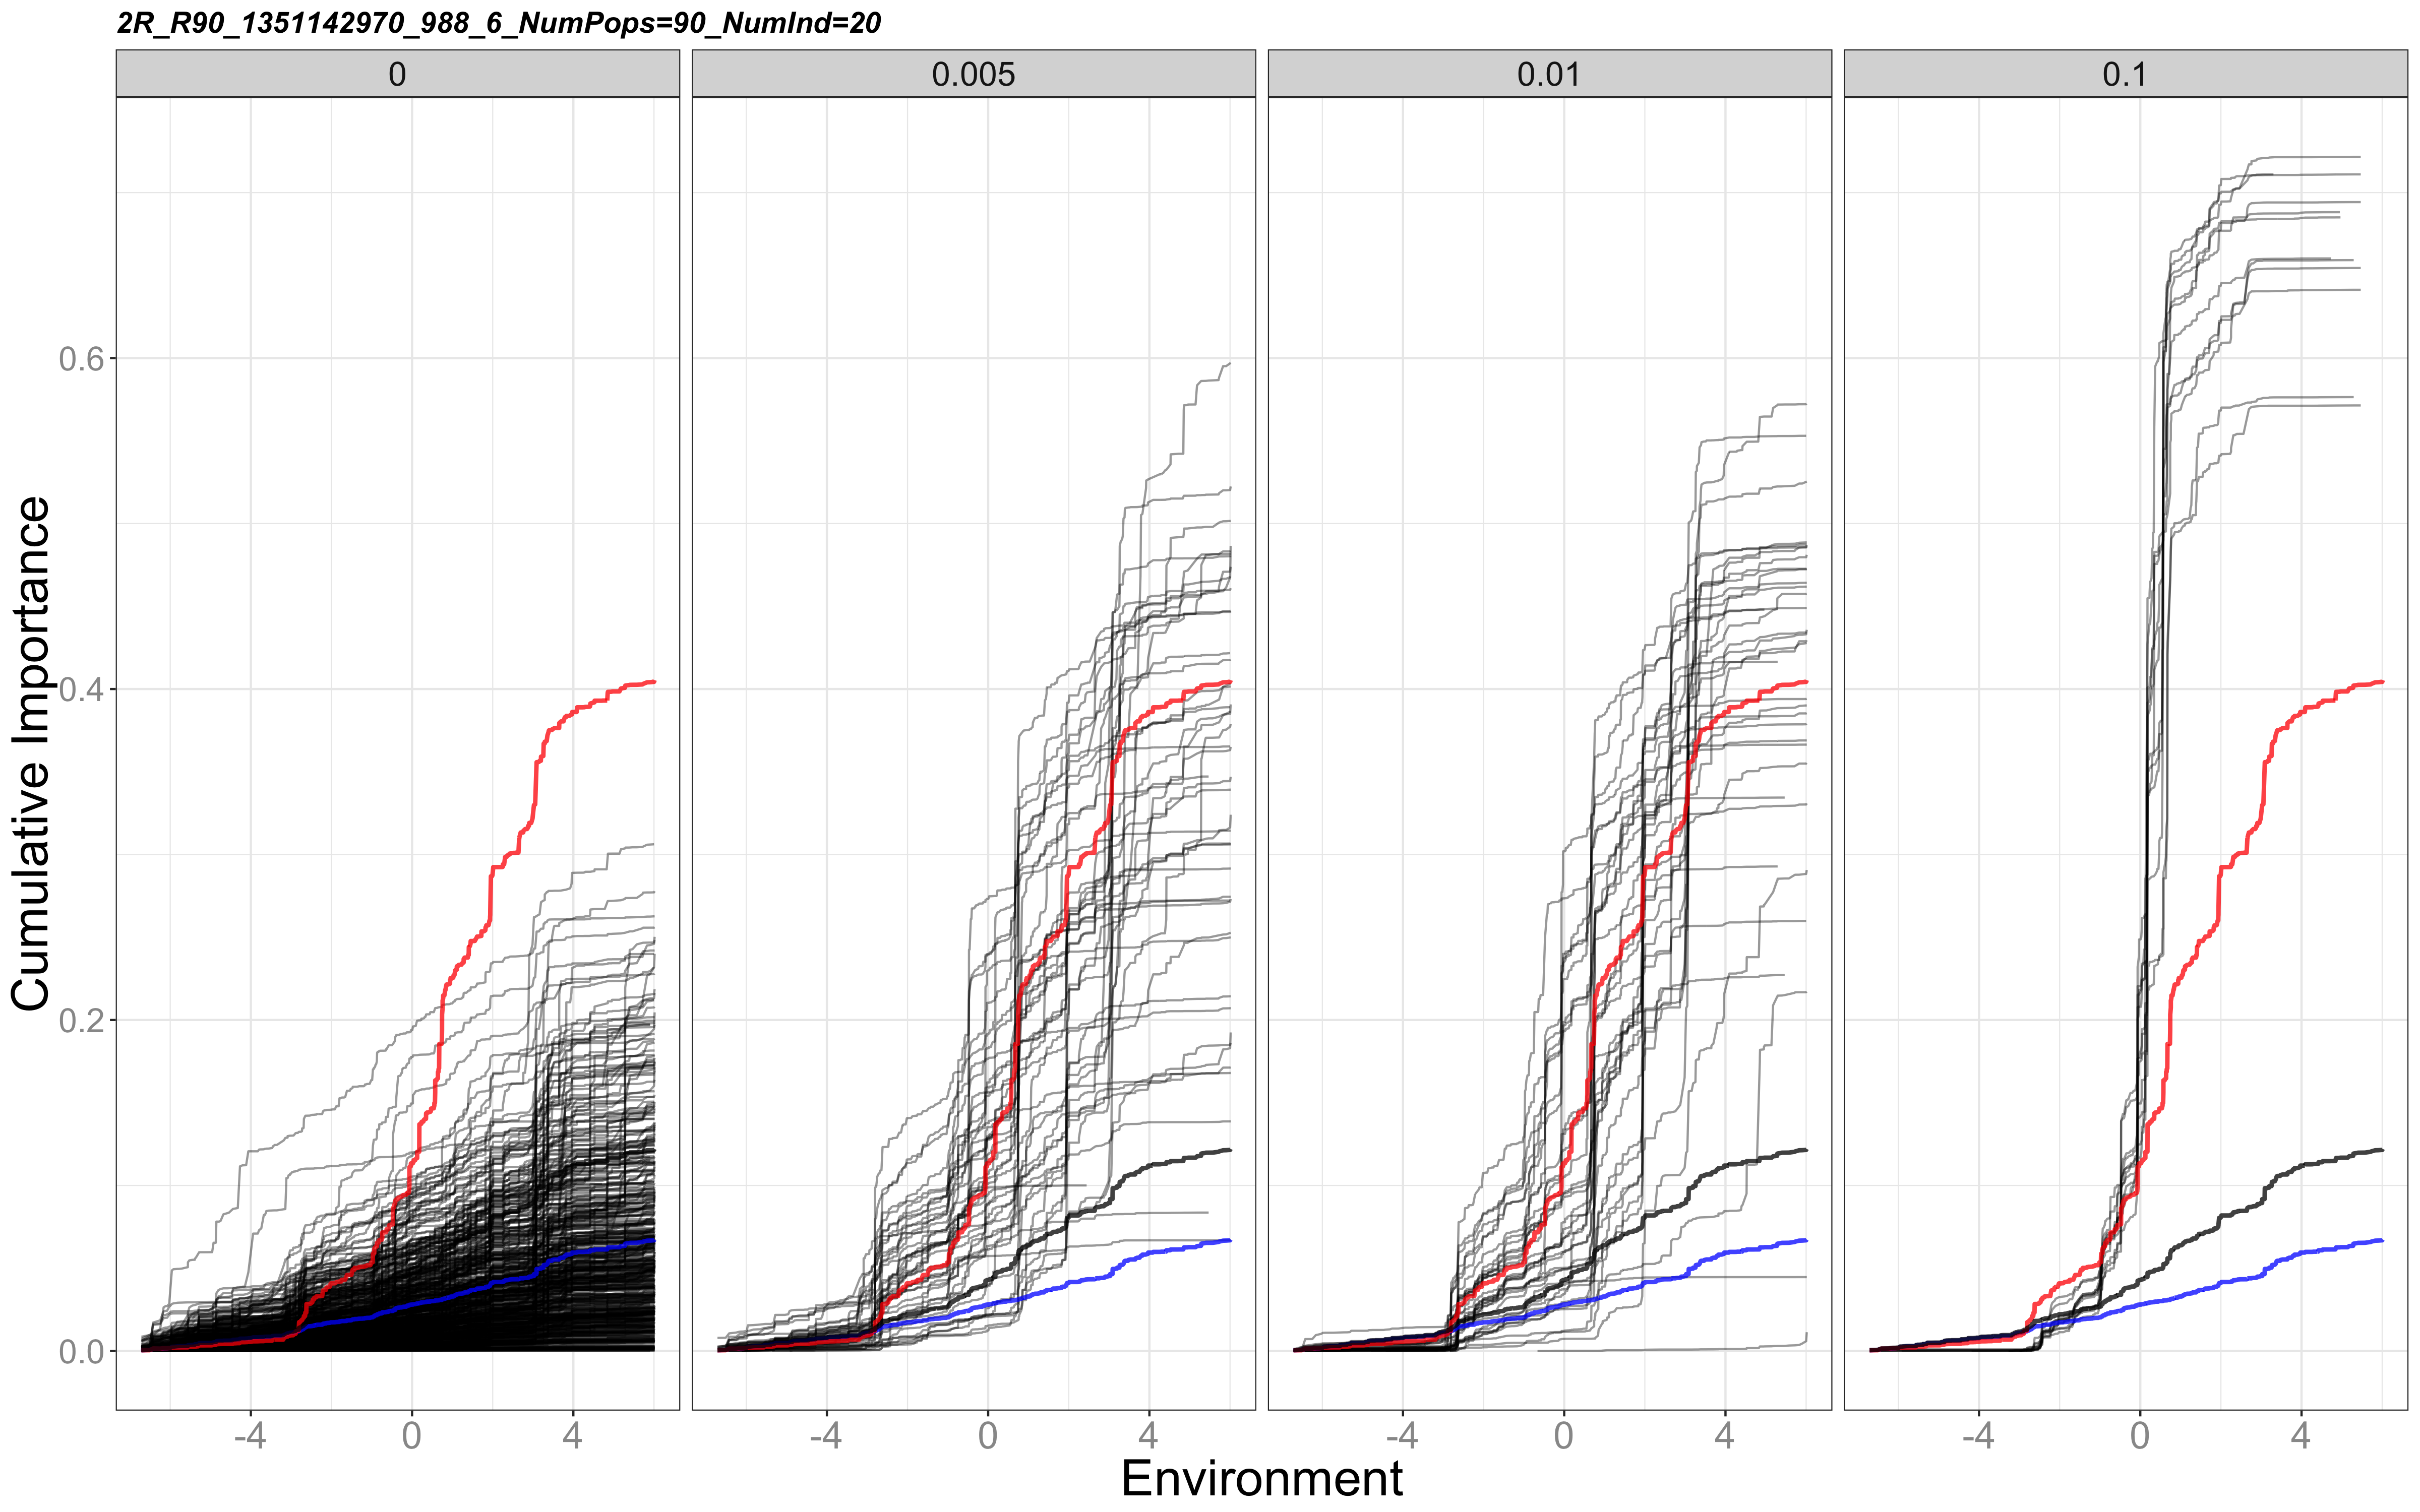 2R_R90_1351142970_988_6_NumPops=90_NumInd=20
0 0.005 0.01 0.1
Cumulative Importance
0.6
0.4
0.2
0.0
-4 0 4 -4 0 4 -4 0 4 -4 0 4
Environment